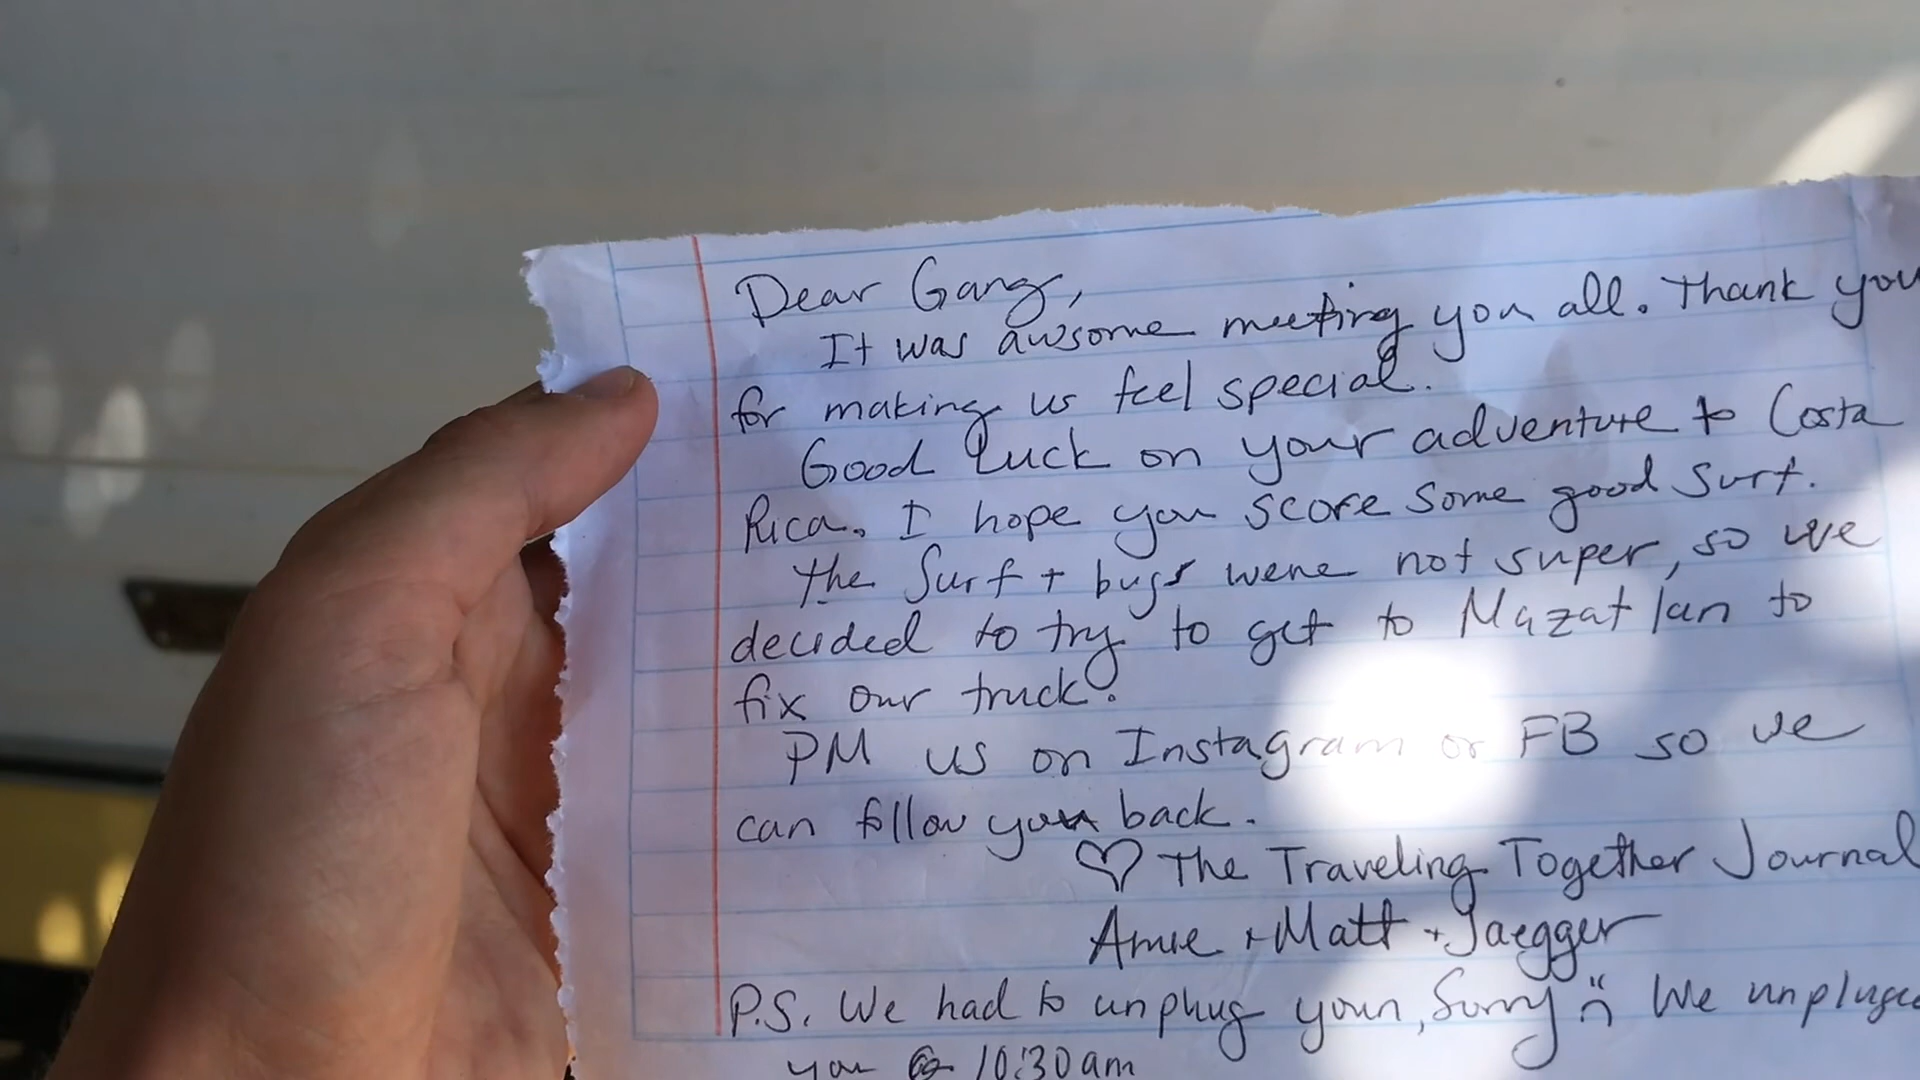 Dear Gang,
It was awsome meeting you all. Thank you
for making us feel special.
Good luck on your adventure to Costa
Rica. I hope you score some good surf.
the Surf + bugs were not super, so we
decided to try to get to Mazatlan to
fix our truck.
PM us on Instagram or FB so we
can follow you back.
♡ The Traveling Together Journal
Amie + Matt + Jaegger
P.S. We had to unplug you, Sorry :( We unplugged
you @ 10:30am